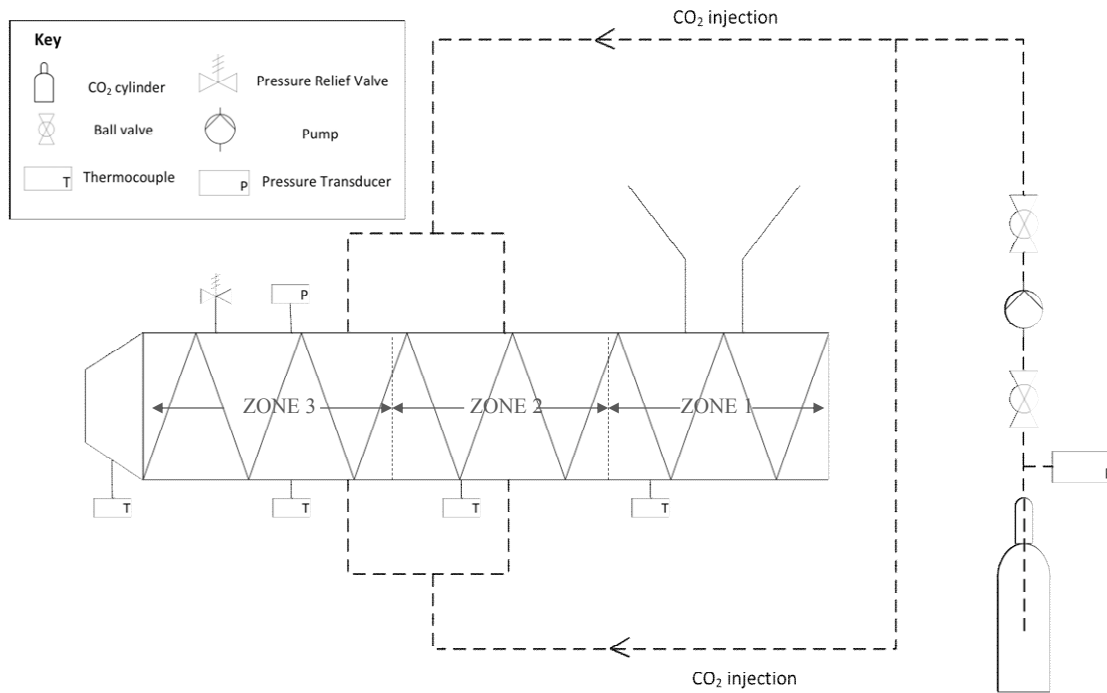 CO₂ injection
Key
CO₂ cylinder
Pressure Relief Valve
Ball valve
Pump
Thermocouple
T
P
Pressure Transducer
P
ZONE 3
ZONE 2
ZONE 1
T
T
T
T
CO₂ injection